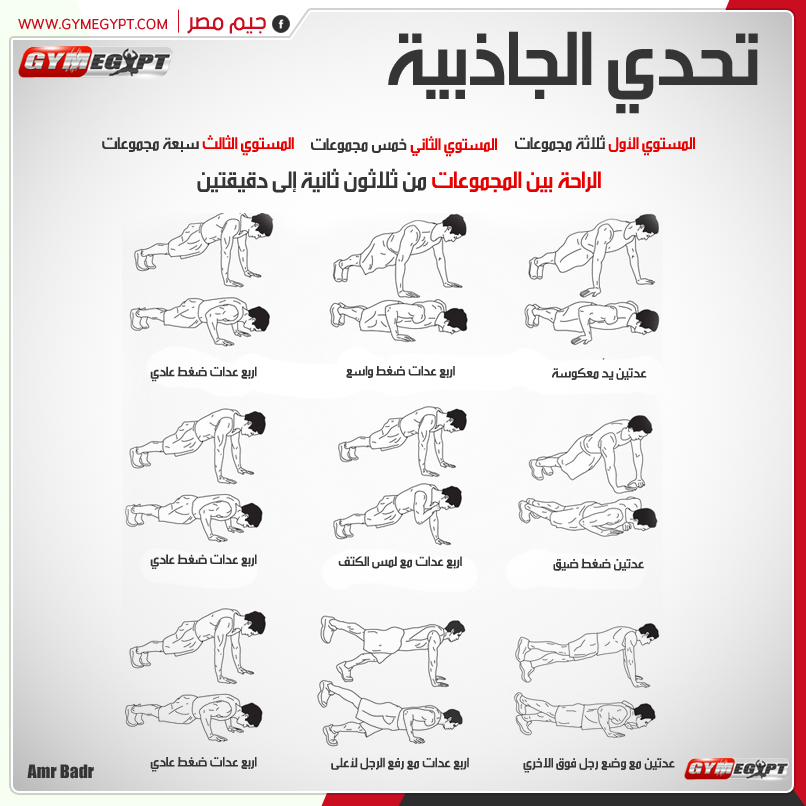 WWW.GYMEGYPT.COM | جيم مصر f
GYMEGYPT
تحدي الجاذبية
المستوي الأول ثلاثة مجموعات المستوي الثاني خمس مجموعات المستوي الثالث سبعة مجموعات
الراحة بين المجموعات من ثلاثون ثانية إلى دقيقتين
عدتين يد معكوسة
اربع عدات ضغط واسع
اربع عدات ضغط عادي
عدتين ضغط ضيق
اربع عدات مع لمس الكتف
اربع عدات ضغط عادي
عدتين مع وضع رجل فوق الاخري
اربع عدات مع رفع الرجل لأعلى
اربع عدات ضغط عادي
GYMEGYPT
Amr Badr